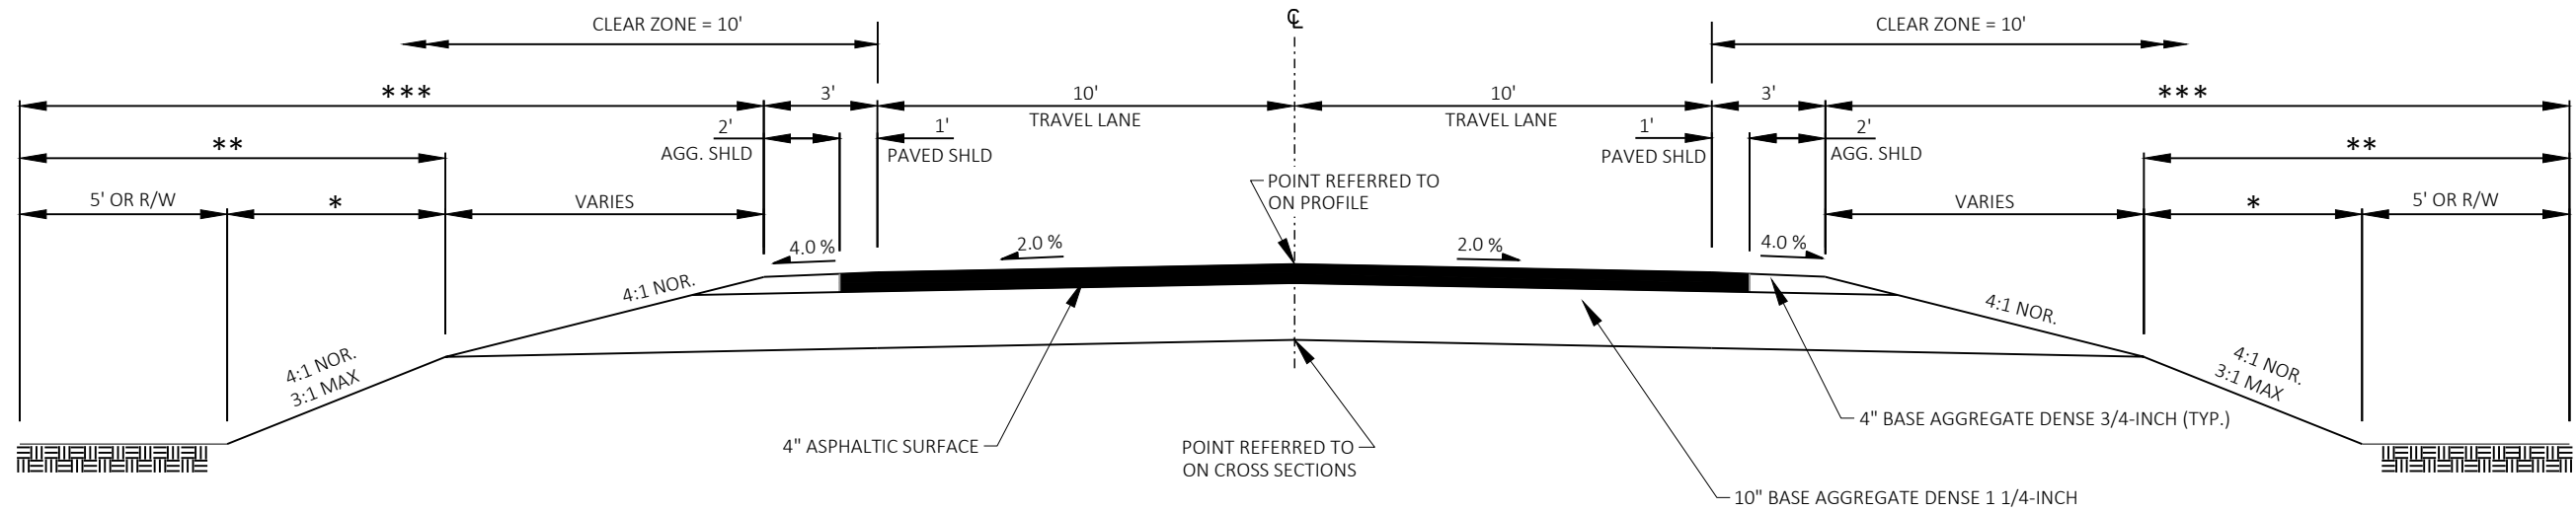 CLEAR ZONE = 10'
℄
CLEAR ZONE = 10'
***
3'
10'
10'
3'
***
TRAVEL LANE
TRAVEL LANE
2'
1'
1'
2'
AGG. SHLD
PAVED SHLD
PAVED SHLD
AGG. SHLD
**
**
5' OR R/W
*
VARIES
POINT REFERRED TO
ON PROFILE
VARIES
*
5' OR R/W
4.0 %
2.0 %
2.0 %
4.0 %
4:1 NOR.
4:1 NOR.
4:1 NOR.
3:1 MAX
4:1 NOR.
3:1 MAX
4" ASPHALTIC SURFACE
POINT REFERRED TO
ON CROSS SECTIONS
4" BASE AGGREGATE DENSE 3/4-INCH (TYP.)
10" BASE AGGREGATE DENSE 1 1/4-INCH